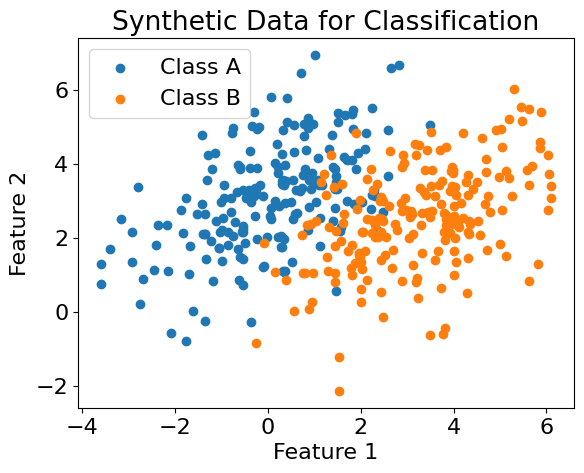 Synthetic Data for Classification
Class A
Class B
6
4
2
0
−2
Feature 2
−4
−2
0
2
4
6
Feature 1